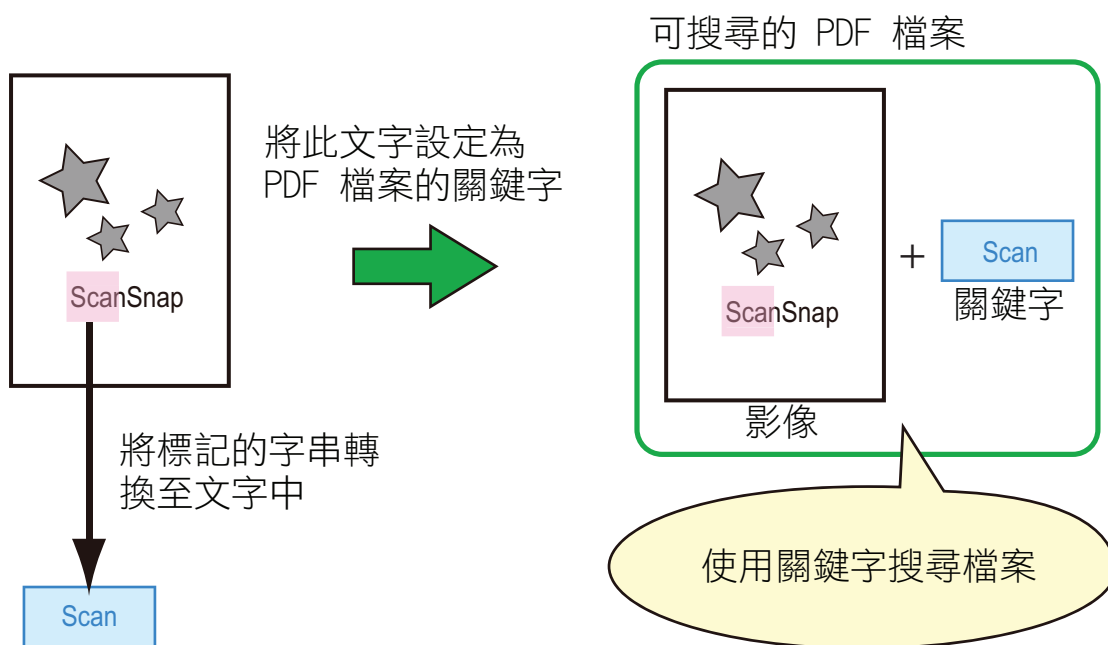 可搜尋的 PDF 檔案
將此文字設定為
PDF 檔案的關鍵字
ScanSnap
將標記的字串轉
換至文字中
Scan
ScanSnap
影像
+
Scan
關鍵字
使用關鍵字搜尋檔案